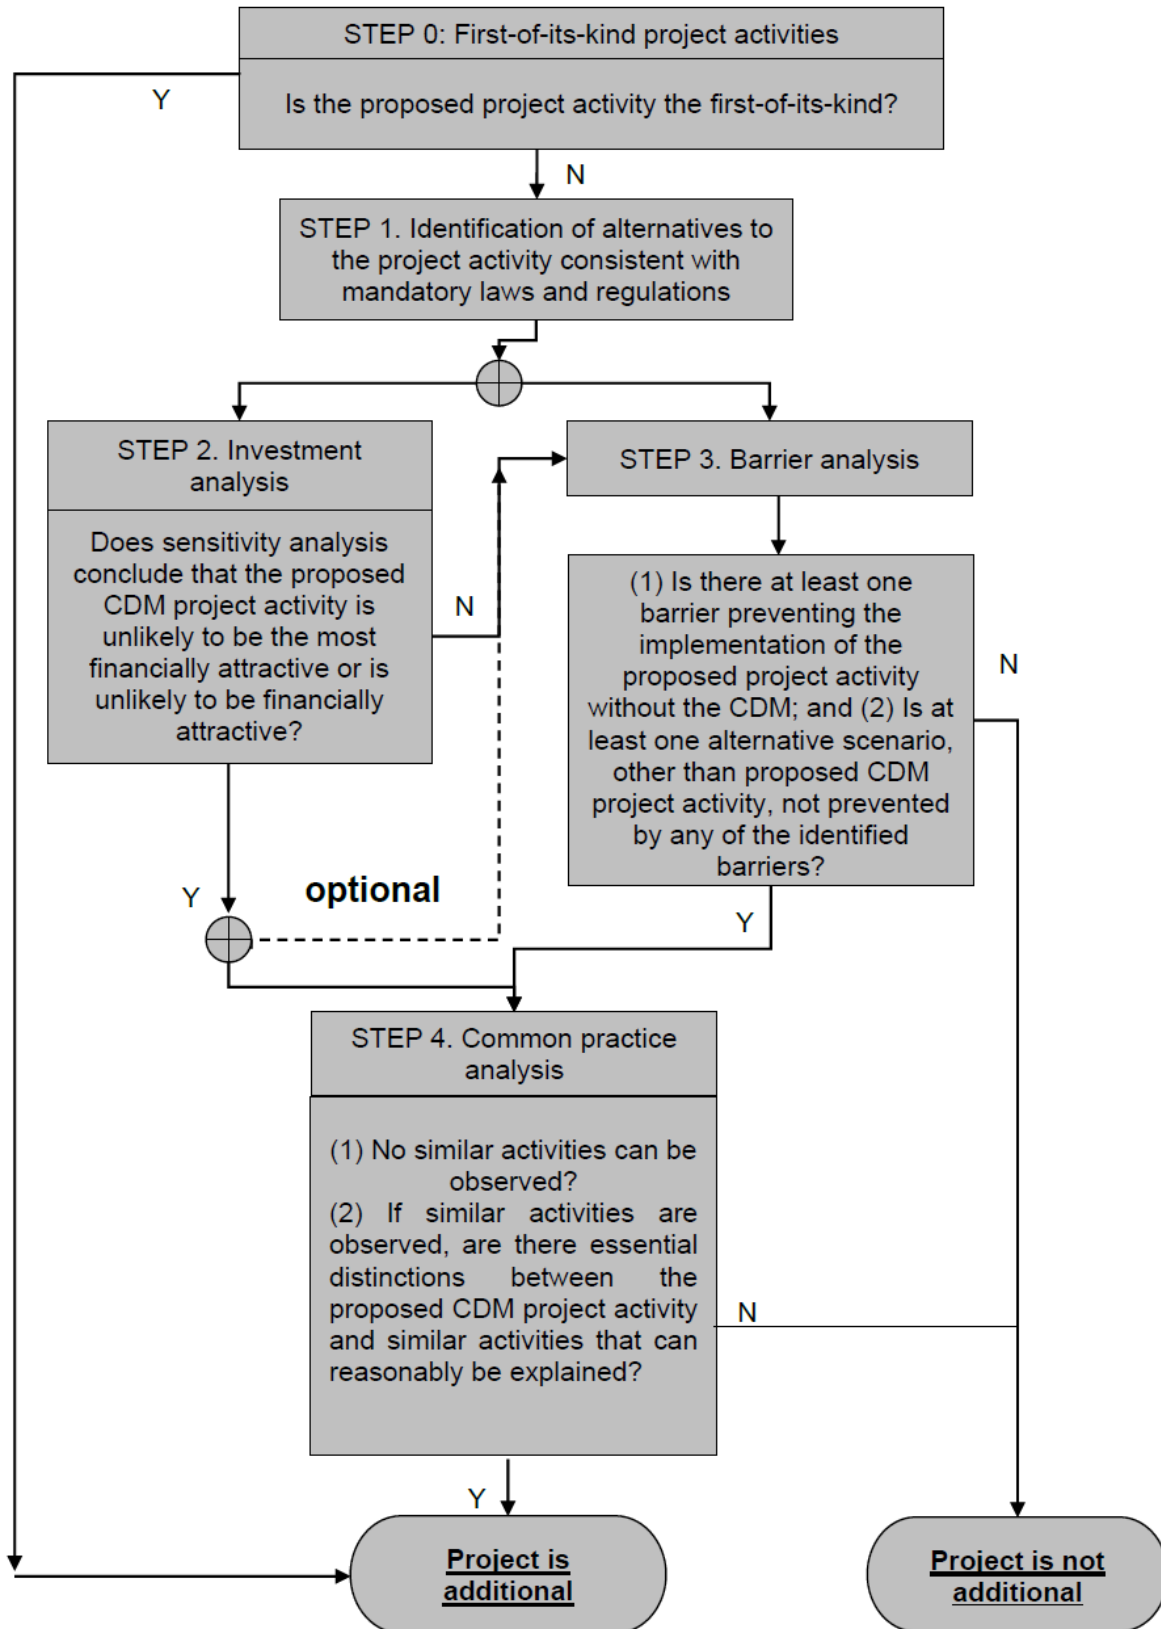 STEP 0: First-of-its-kind project activities
Is the proposed project activity the first-of-its-kind?
Y
N
STEP 1. Identification of alternatives to
the project activity consistent with
mandatory laws and regulations
STEP 2. Investment
analysis
Does sensitivity analysis
conclude that the proposed
CDM project activity is
unlikely to be the most
financially attractive or is
unlikely to be financially
attractive?
N
Y
optional
STEP 3. Barrier analysis
(1) Is there at least one
barrier preventing the
implementation of the
proposed project activity
without the CDM; and (2) Is at
least one alternative scenario,
other than proposed CDM
project activity, not prevented
by any of the identified
barriers?
N
Y
STEP 4. Common practice
analysis
(1) No similar activities can be
observed?
(2) If similar activities are
observed, are there essential
distinctions between the
proposed CDM project activity
and similar activities that can
reasonably be explained?
N
Y
Project is
additional
Project is not
additional